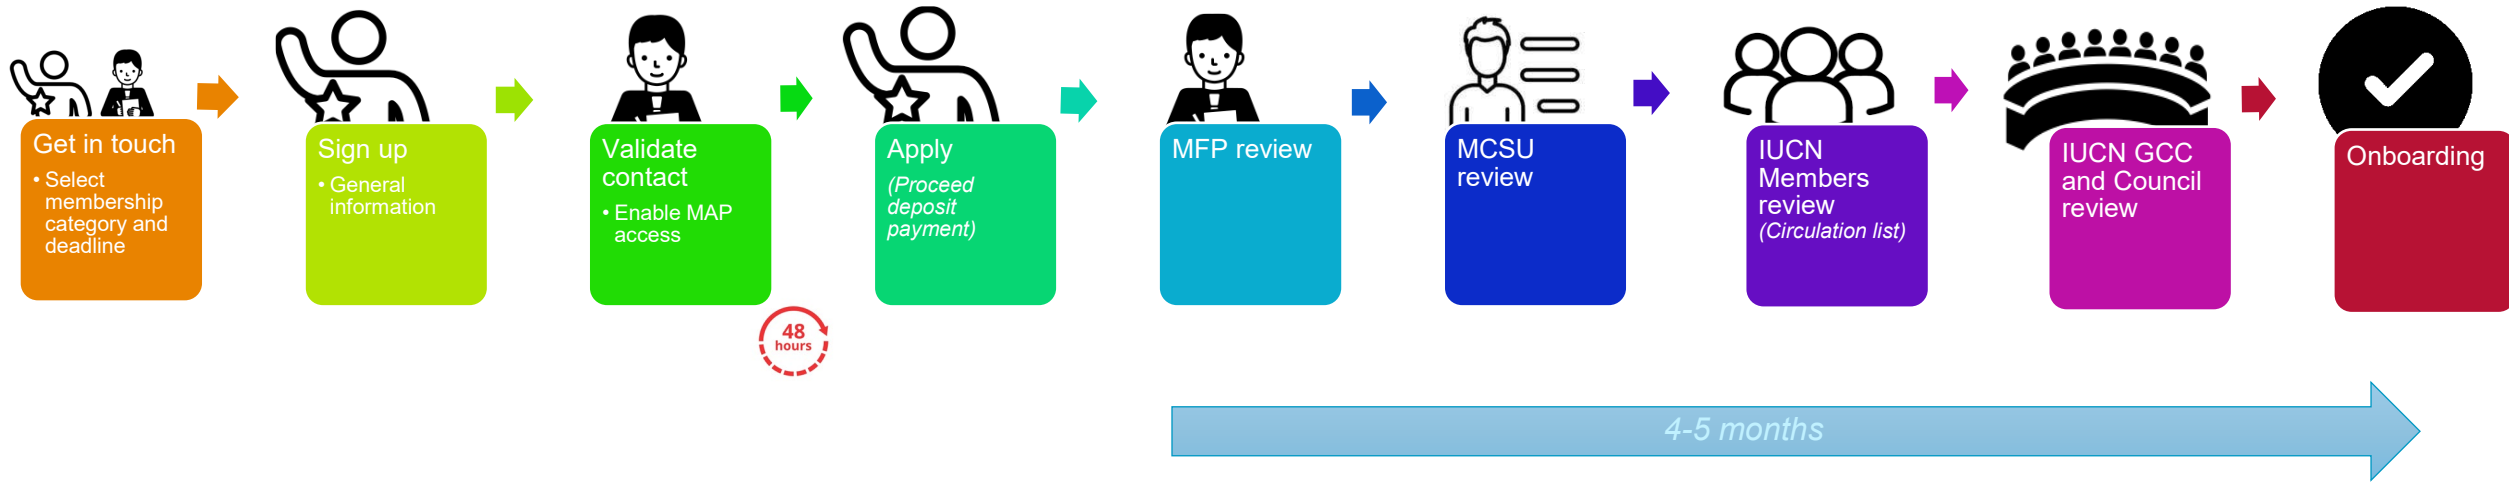 Get in touch
• Select
membership
category and
deadline
Sign up
• General
information
Validate
contact
• Enable MAP
access
48
hours
Apply
(Proceed
deposit
payment)
MFP review
MCSU
review
IUCN
Members
review
(Circulation list)
IUCN GCC
and Council
review
Onboarding
4-5 months